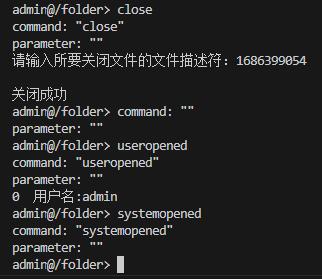 admin@/folder> close
command: "close"
parameter: ""
请输入所要关闭文件的文件描述符: 1686399054
关闭成功
admin@/folder> command: ""
parameter: ""
admin@/folder> useropened
command: "useropened"
parameter: ""
0 用户名:admin
admin@/folder> systemopened
command: "systemopened"
parameter: ""
admin@/folder>